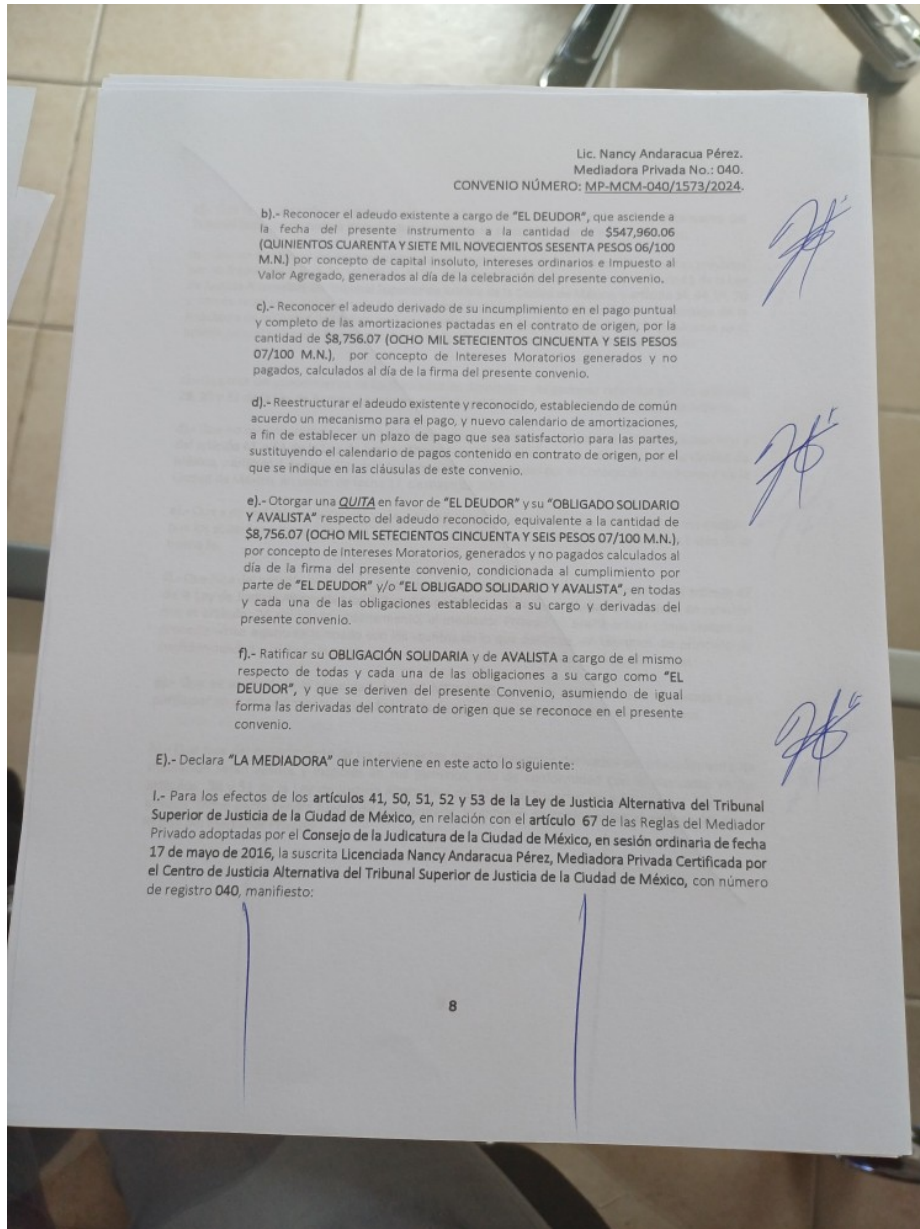 Lic. Nancy Andaracua Pérez.
Mediadora Privada No.: 040.
CONVENIO NÚMERO: MP-MCM-040/1573/2024.
b).- Reconocer el adeudo existente a cargo de "EL DEUDOR", que asciende a
la fecha del presente instrumento a la cantidad de $547,960.06
(QUINIENTOS CUARENTA Y SIETE MIL NOVECIENTOS SESENTA PESOS 06/100
M.N.) por concepto de capital insoluto, intereses ordinarios e Impuesto al
Valor Agregado, generados al día de la celebración del presente convenio.
c).- Reconocer el adeudo derivado de su incumplimiento en el pago puntual
y completo de las amortizaciones pactadas en el contrato de origen, por la
cantidad de $8,756.07 (OCHO MIL SETECIENTOS CINCUENTA Y SEIS PESOS
07/100 M.N.), por concepto de Intereses Moratorios generados y no
pagados, calculados al día de la firma del presente convenio.
d).- Reestructurar el adeudo existente y reconocido, estableciendo de común
acuerdo un mecanismo para el pago, y nuevo calendario de amortizaciones,
a fin de establecer un plazo de pago que sea satisfactorio para las partes,
sustituyendo el calendario de pagos contenido en contrato de origen, por el
que se indique en las cláusulas de este convenio.
e).- Otorgar una QUITA en favor de "EL DEUDOR" y su "OBLIGADO SOLIDARIO
Y AVALISTA" respecto del adeudo reconocido, equivalente a la cantidad de
$8,756.07 (OCHO MIL SETECIENTOS CINCUENTA Y SEIS PESOS 07/100 M.N.),
por concepto de Intereses Moratorios, generados y no pagados calculados al
día de la firma del presente convenio, condicionada al cumplimiento por
parte de "EL DEUDOR" y/o "EL OBLIGADO SOLIDARIO Y AVALISTA", en todas
y cada una de las obligaciones establecidas a su cargo y derivadas del
presente convenio.
f).- Ratificar su OBLIGACIÓN SOLIDARIA y de AVALISTA a cargo de el mismo
respecto de todas y cada una de las obligaciones a su cargo como "EL
DEUDOR", y que se deriven del presente Convenio, asumiendo de igual
forma las derivadas del contrato de origen que se reconoce en el presente
convenio.
E).- Declara "LA MEDIADORA" que interviene en este acto lo siguiente:
I.- Para los efectos de los artículos 41, 50, 51, 52 y 53 de la Ley de Justicia Alternativa del Tribunal
Superior de Justicia de la Ciudad de México, en relación con el artículo 67 de las Reglas del Mediador
Privado adoptadas por el Consejo de la Judicatura de la Ciudad de México, en sesión ordinaria de fecha
17 de mayo de 2016, la suscrita Licenciada Nancy Andaracua Pérez, Mediadora Privada Certificada por
el Centro de Justicia Alternativa del Tribunal Superior de Justicia de la Ciudad de México, con número
de registro 040, manifiesto:
8